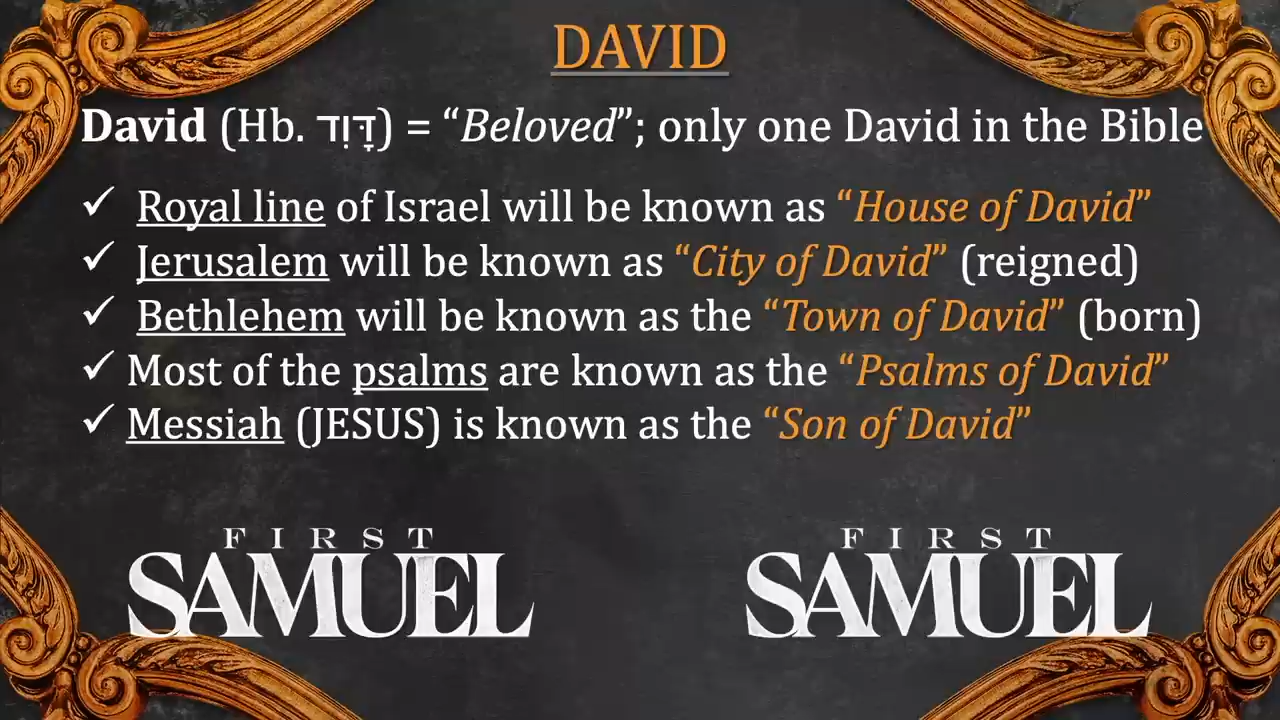 DAVID
David (Hb. דָּוִד) = “Beloved”; only one David in the Bible
✓ Royal line of Israel will be known as “House of David”
✓ Jerusalem will be known as “City of David” (reigned)
✓ Bethlehem will be known as the “Town of David” (born)
✓ Most of the psalms are known as the “Psalms of David”
✓ Messiah (JESUS) is known as the “Son of David”
FIRST
SAMUEL
FIRST
SAMUEL